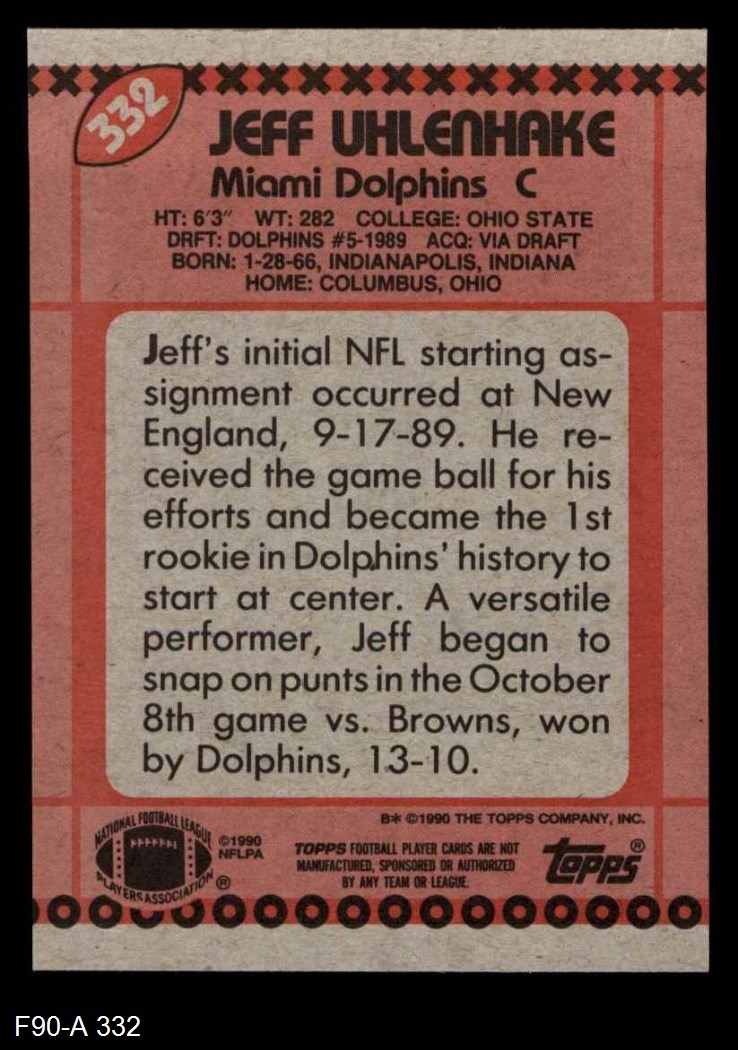 332
JEFF UHLENHAKE
Miami Dolphins C
HT: 6'3" WT: 282 COLLEGE: OHIO STATE
DRFT: DOLPHINS #5-1989 ACQ: VIA DRAFT
BORN: 1-28-66, INDIANAPOLIS, INDIANA
HOME: COLUMBUS, OHIO
Jeff's initial NFL starting as-
signment occurred at New
England, 9-17-89. He re-
ceived the game ball for his
efforts and became the 1st
rookie in Dolphins' history to
start at center. A versatile
performer, Jeff began to
snap on punts in the October
8th game vs. Browns, won
by Dolphins, 13-10.
B* ©1990 THE TOPPS COMPANY, INC.
NATIONAL FOOTBALL LEAGUE
PLAYERS ASSOCIATION ®
©1990
NFLPA
TOPPS FOOTBALL PLAYER CARDS ARE NOT
MANUFACTURED, SPONSORED OR AUTHORIZED
BY ANY TEAM OR LEAGUE.
topps®
F90-A 332